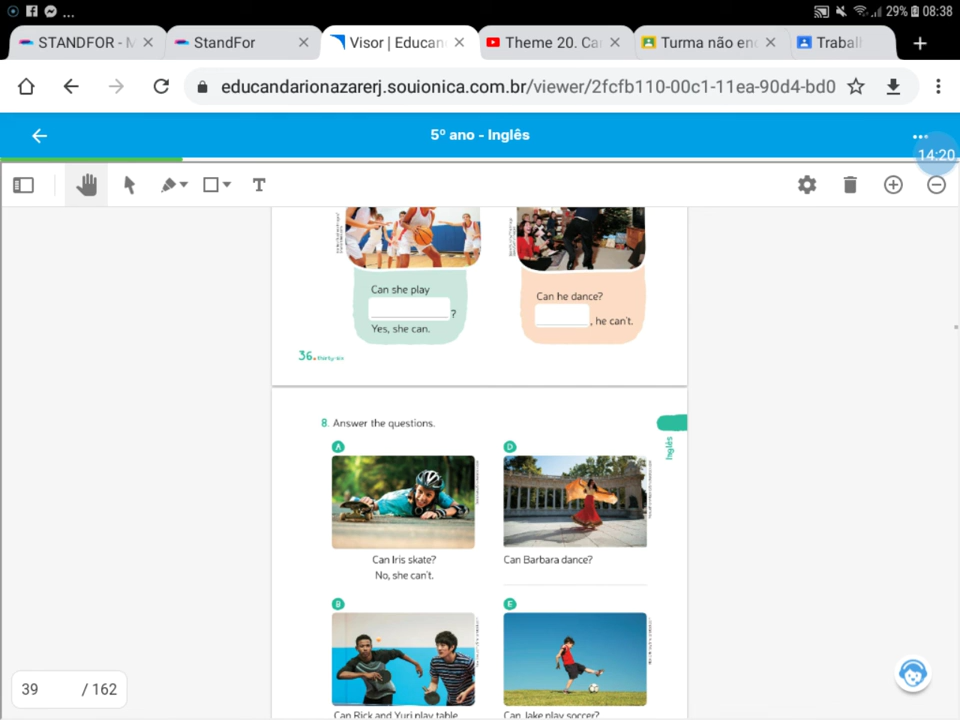 29% 08:38
STANDFOR - M
StandFor
Visor | Educan
Theme 20. Ca
Turma não enc
Trabal
educandarionazarerj.souionica.com.br/viewer/2fcfb110-00c1-11ea-90d4-bd0
5º ano - Inglês
14:20
T
Can she play
?
Yes, she can.
Can he dance?
, he can't.
36. thirty-six
8. Answer the questions.
Inglês
A
Can Iris skate?
No, she can't.
D
Can Barbara dance?
B
Can Rick and Yuri play table
E
Can Jake play soccer?
39 / 162